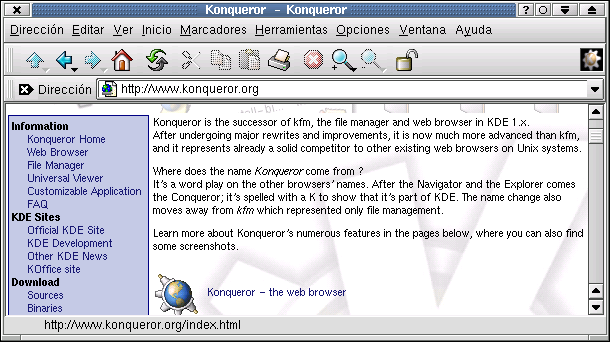 Konqueror - Konqueror
Dirección Editar Ver Inicio Marcadores Herramientas Opciones Ventana Ayuda
Dirección http://www.konqueror.org
Information
Konqueror Home
Web Browser
File Manager
Universal Viewer
Customizable Application
FAQ
KDE Sites
Official KDE Site
KDE Development
Other KDE News
KOffice site
Download
Sources
Binaries
Konqueror is the successor of kfm, the file manager and web browser in KDE 1.x.
After undergoing major rewrites and improvements, it is now much more advanced than kfm,
and it represents already a solid competitor to other existing web browsers on Unix systems.
Where does the name Konqueror come from ?
It's a word play on the other browsers' names. After the Navigator and the Explorer comes
the Conqueror; it's spelled with a K to show that it's part of KDE. The name change also
moves away from kfm which represented only file management.
Learn more about Konqueror's numerous features in the pages below, where you can also find
some screenshots.
Konqueror - the web browser
http://www.konqueror.org/index.html